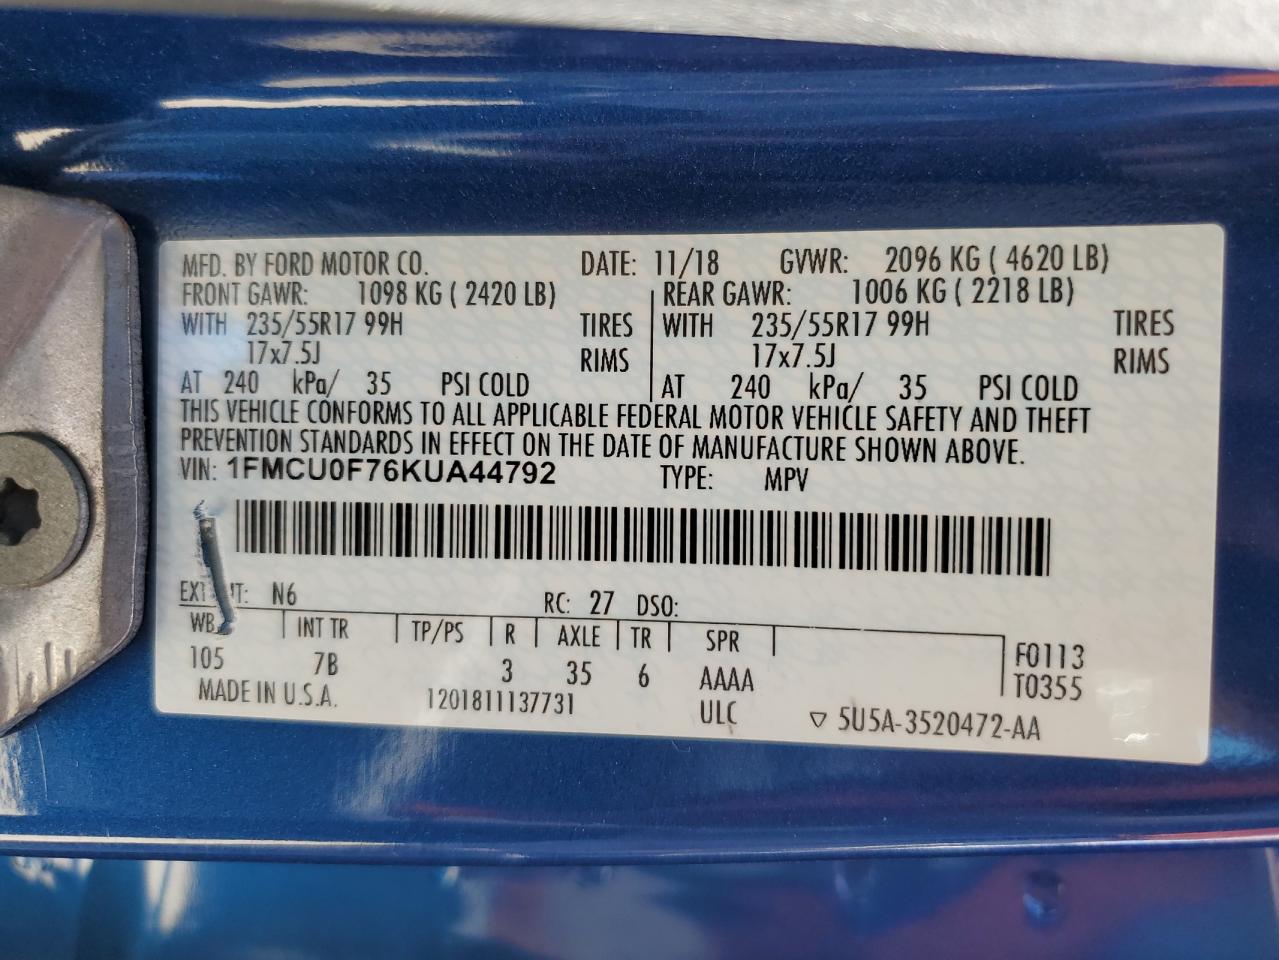 MFD. BY FORD MOTOR CO. DATE: 11/18 GVWR: 2096 KG ( 4620 LB)
FRONT GAWR: 1098 KG ( 2420 LB) REAR GAWR: 1006 KG ( 2218 LB)
WITH 235/55R17 99H TIRES WITH 235/55R17 99H TIRES
17x7.5J RIMS 17x7.5J RIMS
AT 240 kPa/ 35 PSI COLD AT 240 kPa/ 35 PSI COLD
THIS VEHICLE CONFORMS TO ALL APPLICABLE FEDERAL MOTOR VEHICLE SAFETY AND THEFT
PREVENTION STANDARDS IN EFFECT ON THE DATE OF MANUFACTURE SHOWN ABOVE.
VIN: 1FMCU0F76KUA44792 TYPE: MPV
N6 RC: 27 DSO:
WB INT TR TP/PS R AXLE TR SPR
105 7B 3 35 6 AAAA F0113
MADE IN U.S.A. 1201811137731 ULC T0355
5U5A-3520472-AA